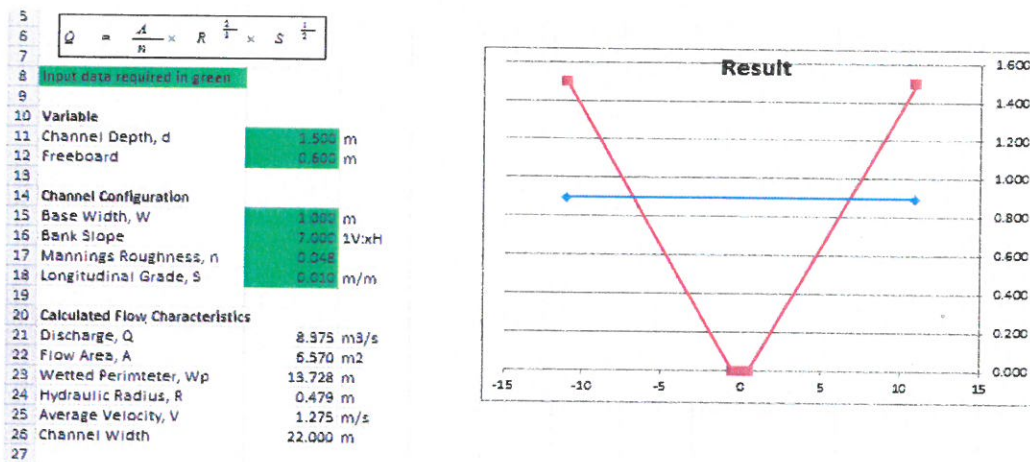 5
6
7
Q = A/n × R 2/3 × S 1/2
8 Input data required in green
9
10 Variable
11 Channel Depth, d 1.500 m
12 Freeboard 0.600 m
13
14 Channel Configuration
15 Base Width, W 1.000 m
16 Bank Slope 7.000 1V:xH
17 Mannings Roughness, n 0.048
18 Longitudinal Grade, S 0.010 m/m
19
20 Calculated Flow Characteristics
21 Discharge, Q 8.375 m3/s
22 Flow Area, A 6.570 m2
23 Wetted Perimteter, Wp 13.728 m
24 Hydraulic Radius, R 0.479 m
25 Average Velocity, V 1.275 m/s
26 Channel Width 22.000 m
27
Result
1.600
1.400
1.200
1.000
0.800
0.600
0.400
0.200
0.000
-15 -10 -5 0 5 10 15